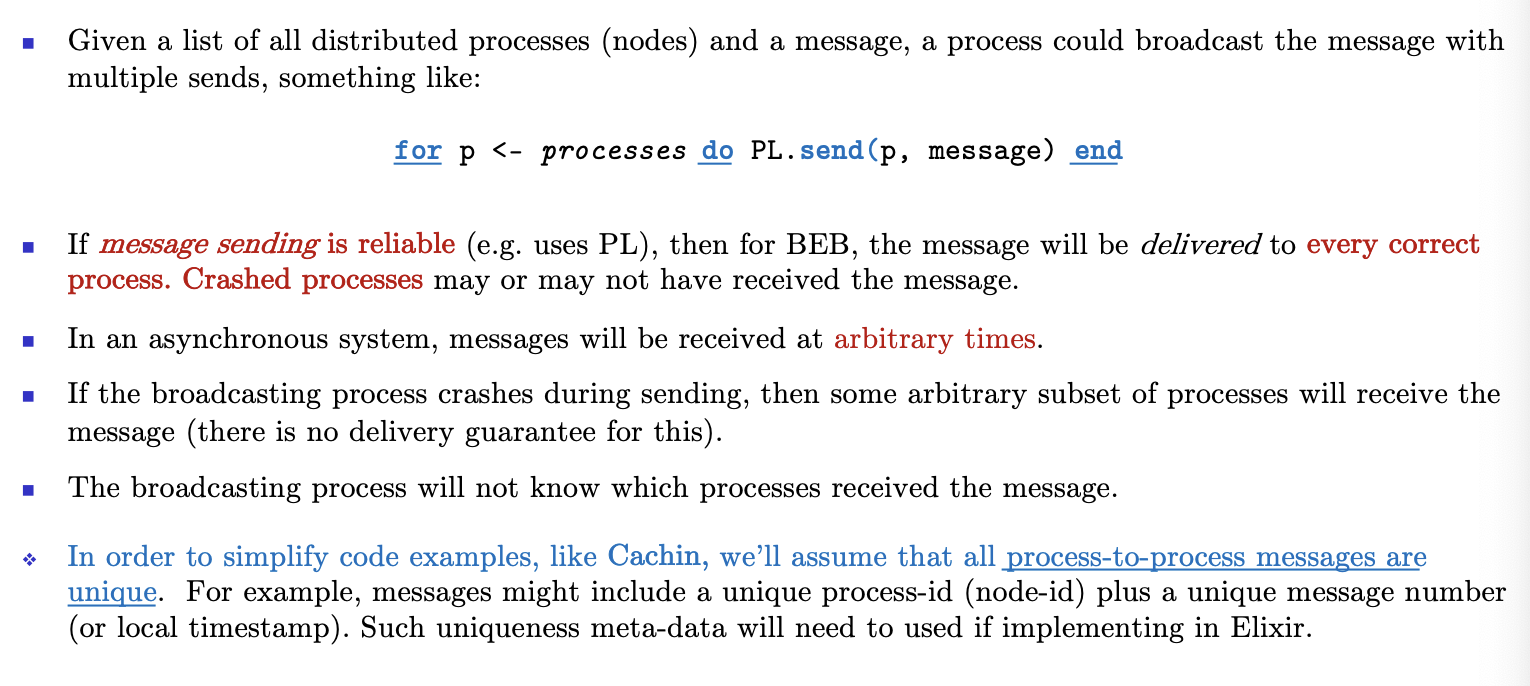 Given a list of all distributed processes (nodes) and a message, a process could broadcast the message with
multiple sends, something like:
for p <- processes do PL.send(p, message) end
If message sending is reliable (e.g. uses PL), then for BEB, the message will be delivered to every correct
process. Crashed processes may or may not have received the message.
In an asynchronous system, messages will be received at arbitrary times.
If the broadcasting process crashes during sending, then some arbitrary subset of processes will receive the
message (there is no delivery guarantee for this).
The broadcasting process will not know which processes received the message.
In order to simplify code examples, like Cachin, we'll assume that all process-to-process messages are
unique. For example, messages might include a unique process-id (node-id) plus a unique message number
(or local timestamp). Such uniqueness meta-data will need to used if implementing in Elixir.